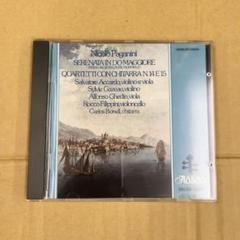 Nicolò Paganini
SERENATA IN DO MAGGIORE
QUARTETTI CON CHITARRA N. 14 E 15
Salvatore Accardo, violino e viola
Sylvie Gazeau, violino
Alfonso Ghedin, viola
Rocco Filippini, violoncello
Carlos Bonell, chitarra